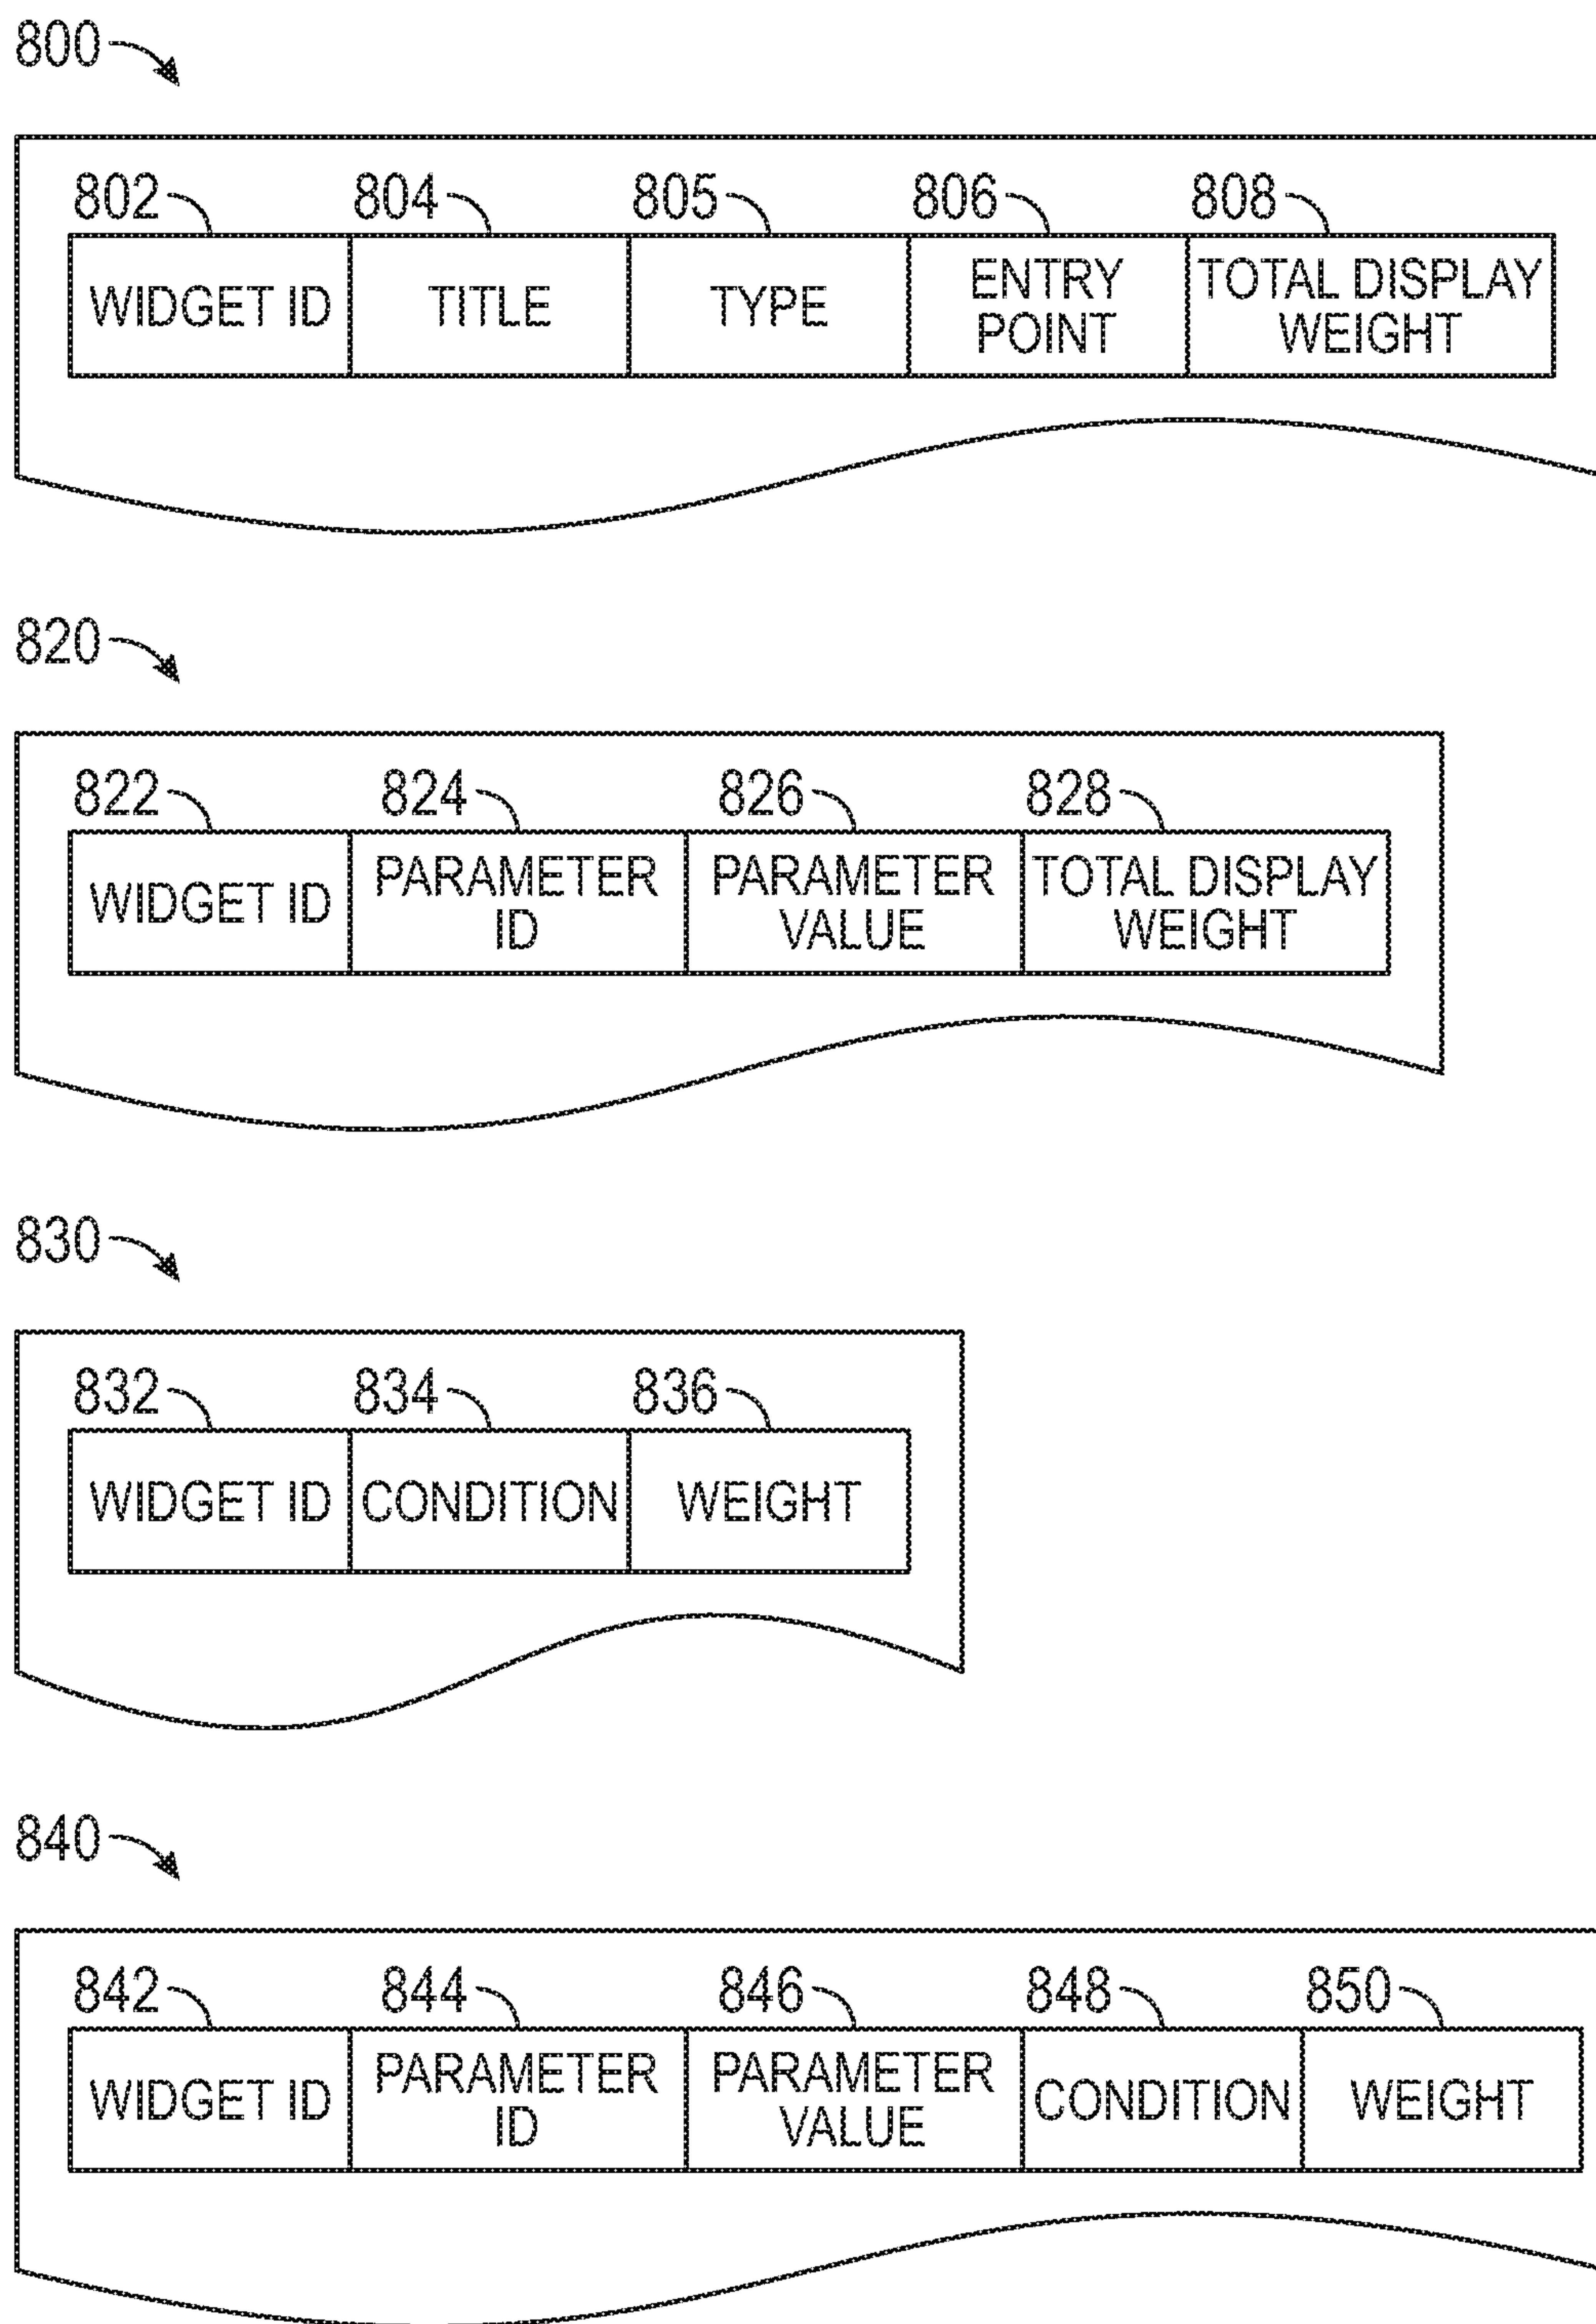 800
802 804 805 806 808
WIDGET ID TITLE TYPE ENTRY POINT TOTAL DISPLAY WEIGHT
820
822 824 826 828
WIDGET ID PARAMETER ID PARAMETER VALUE TOTAL DISPLAY WEIGHT
830
832 834 836
WIDGET ID CONDITION WEIGHT
840
842 844 846 848 850
WIDGET ID PARAMETER ID PARAMETER VALUE CONDITION WEIGHT